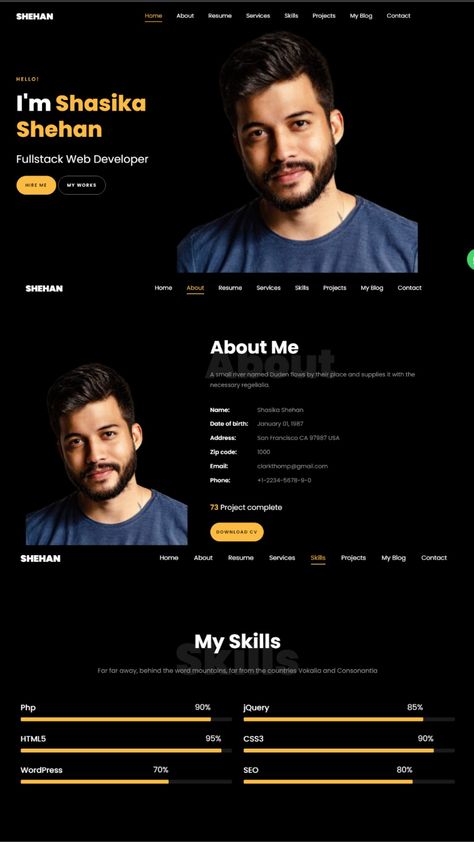 SHEHAN
Home About Resume Services Skills Projects My Blog Contact
HELLO!
I'm Shasika
Shehan
Fullstack Web Developer
HIRE ME MY WORKS
SHEHAN
Home About Resume Services Skills Projects My Blog Contact
About
About Me
A small river named Duden flows by their place and supplies it with the
necessary regelialia.
Name: Shasika Shehan
Date of birth: January 01, 1987
Address: San Francisco CA 97987 USA
Zip code: 1000
Email: clarkthomp@gmail.com
Phone: +1-2234-5678-9-0
73 Project complete
DOWNLOAD CV
SHEHAN
Home About Resume Services Skills Projects My Blog Contact
Skills
My Skills
Far far away, behind the word mountains, far from the countries Vokalia and Consonantia
Php 90% jQuery 85%
HTML5 95% CSS3 90%
WordPress 70% SEO 80%